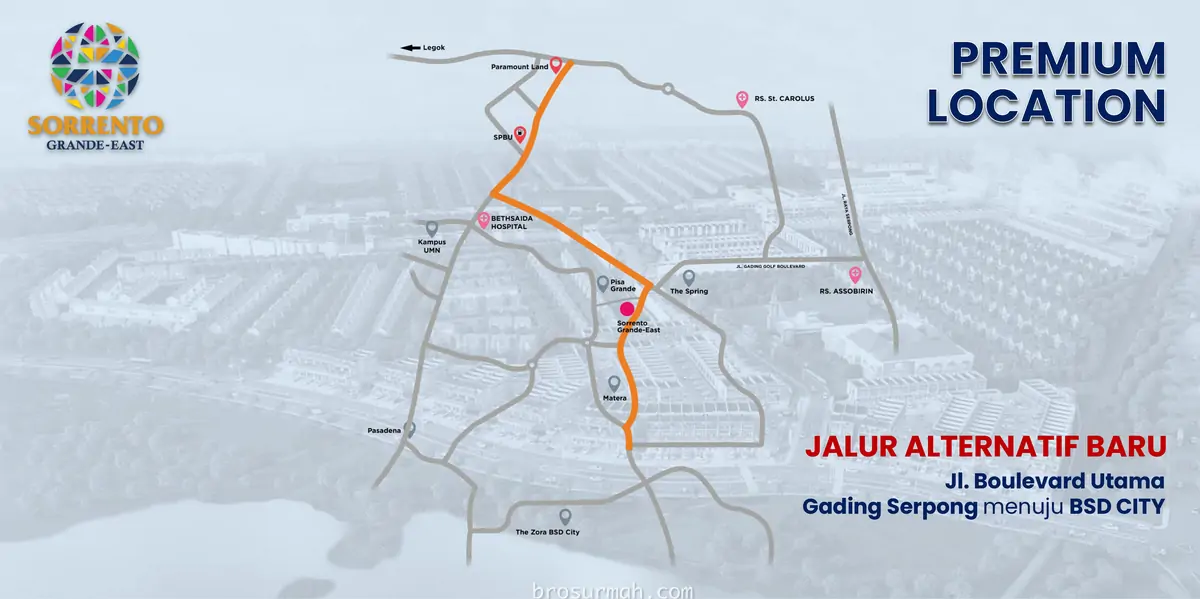 SORRENTO
GRANDE-EAST
PREMIUM
LOCATION
Legok
Paramount Land
RS. St. CAROLUS
SPBU
JL. RAYA SERPONG
BETHSAIDA
HOSPITAL
Kampus
UMN
JL. GADING GOLF BOULEVARD
Pisa
Grande
The Spring
RS. ASSOBIRIN
Sorrento
Grande-East
Matera
Pasadena
JALUR ALTERNATIF BARU
Jl. Boulevard Utama
Gading Serpong menuju BSD CITY
The Zora BSD City
brosurmah.com